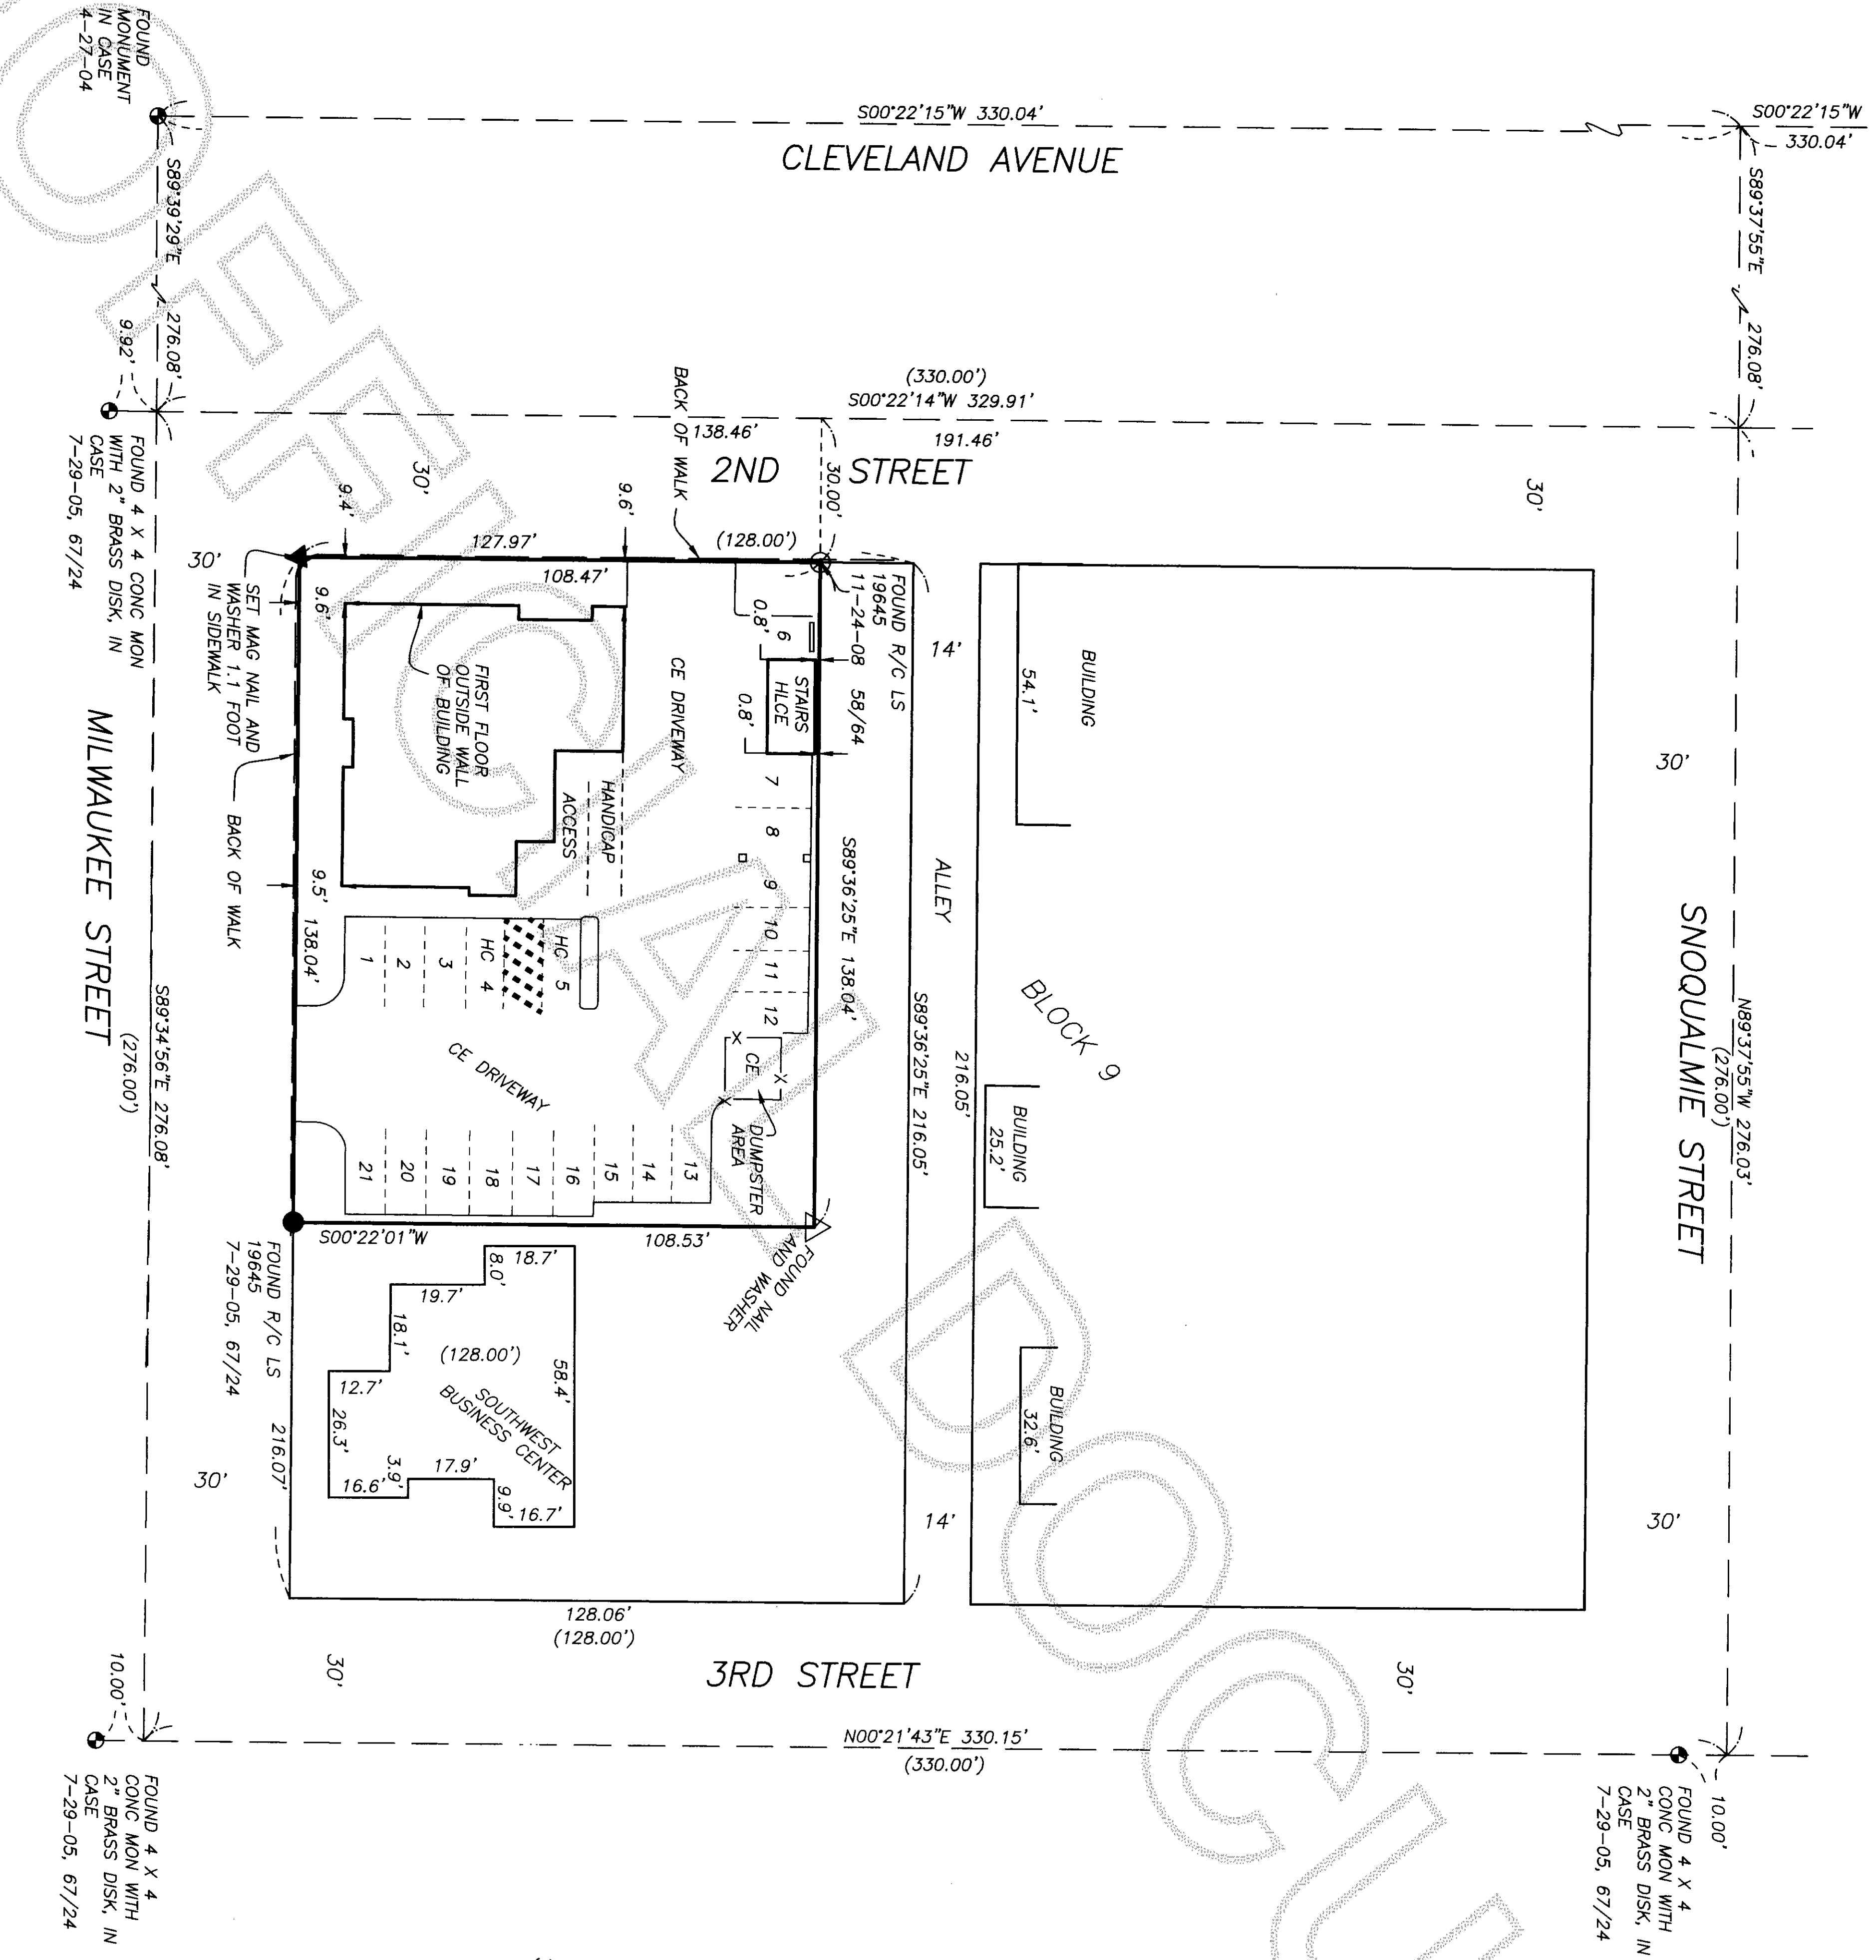 FOUND
MONUMENT
IN CASE
4-27-04
S00°22'15"W 330.04'
CLEVELAND AVENUE
S00°22'15"W
330.04'
S89°39'29"E 276.08'
9.92'
S89°37'55"E 276.08'
FOUND 4 X 4 CONC MON
WITH 2" BRASS DISK, IN
CASE
7-29-05, 67/24
(330.00')
S00°22'14"W 329.91'
138.46'
191.46'
2ND STREET
BACK OF WALK
30.00'
30'
30'
30'
9.4'
9.6'
127.97'
(128.00')
108.47'
FOUND R/C LS
19645
11-24-08 58/64
14'
SET MAG NAIL AND
WASHER 1.1 FOOT
IN SIDEWALK
9.6'
FIRST FLOOR
OUTSIDE WALL
OF BUILDING
CE DRIVEWAY
0.8'
6
STAIRS
HLCE
0.8'
BUILDING
54.1'
30'
SNOQUALMIE STREET
N89°37'55"W 276.03'
(276.00')
MILWAUKEE STREET
S89°34'56"E 276.08'
(276.00')
BACK OF WALK
9.5'
138.04'
HANDICAP
ACCESS
7
8
9
10
11
12
S89°36'25"E 138.04'
ALLEY
S89°36'25"E 216.05'
216.05'
BLOCK 9
1
2
3
HC 4
HC 5
CE DRIVEWAY
CE
DUMPSTER
AREA
13
14
15
16
17
18
19
20
21
BUILDING
25.2'
S00°22'01"W
108.53'
FOUND NAIL
AND WASHER
FOUND R/C LS
19645
7-29-05, 67/24
216.07'
18.7'
8.0'
19.7'
18.1'
(128.00')
58.4'
12.7'
26.3'
SOUTHWEST
BUSINESS CENTER
3.9'
16.6'
17.9'
9.9'
16.7'
BUILDING
32.6'
30'
14'
30'
128.06'
(128.00')
3RD STREET
30'
30'
10.00'
N00°21'43"E 330.15'
(330.00')
10.00'
FOUND 4 X 4
CONC MON WITH
2" BRASS DISK, IN
CASE
7-29-05, 67/24
FOUND 4 X 4
CONC MON WITH
2" BRASS DISK, IN
CASE
7-29-05, 67/24
OFFICIAL DOCU